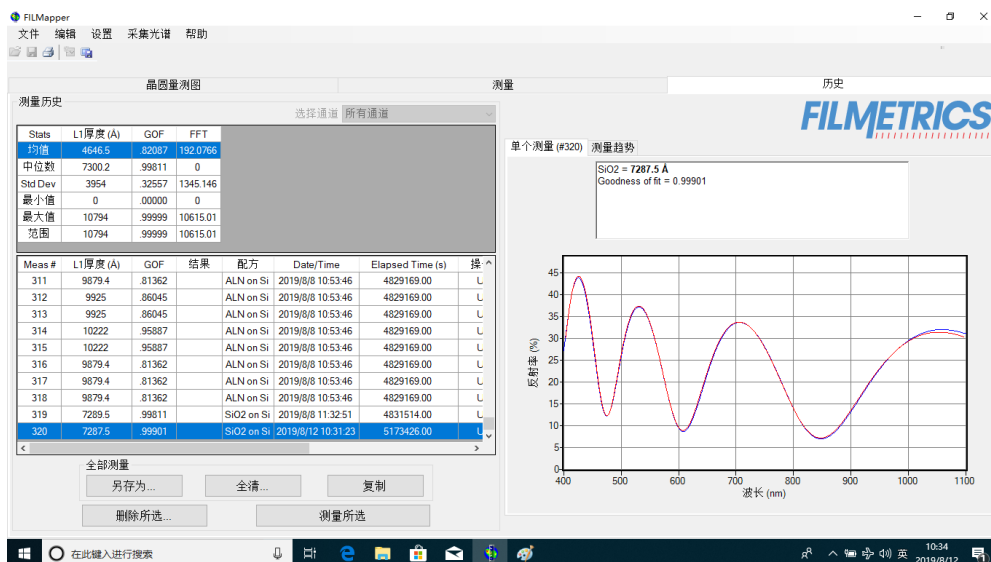 FILMapper
文件 编辑 设置 采集光谱 帮助
晶圆量测图 测量 历史
测量历史
选择通道 所有通道
FILMETRICS
Stats L1厚度 (Å) GOF FFT
均值 4646.5 .82087 192.0766
中位数 7300.2 .99811 0
Std Dev 3954 .32557 1345.146
最小值 0 .00000 0
最大值 10794 .99999 10615.01
范围 10794 .99999 10615.01
Meas # L1厚度 (Å) GOF 结果 配方 Date/Time Elapsed Time (s) 操
311 9879.4 .81362 ALN on Si 2019/8/8 10:53:46 4829169.00 U
312 9925 .86045 ALN on Si 2019/8/8 10:53:46 4829169.00 U
313 9925 .86045 ALN on Si 2019/8/8 10:53:46 4829169.00 U
314 10222 .95887 ALN on Si 2019/8/8 10:53:46 4829169.00 U
315 10222 .95887 ALN on Si 2019/8/8 10:53:46 4829169.00 U
316 9879.4 .81362 ALN on Si 2019/8/8 10:53:46 4829169.00 U
317 9879.4 .81362 ALN on Si 2019/8/8 10:53:46 4829169.00 U
318 9879.4 .81362 ALN on Si 2019/8/8 10:53:46 4829169.00 U
319 7289.5 .99811 SiO2 on Si 2019/8/8 11:32:51 4831514.00 U
320 7287.5 .99901 SiO2 on Si 2019/8/12 10:31:23 5173426.00 U
全部测量
另存为... 全清... 复制
删除所选... 测量所选
单个测量 (#320) 测量趋势
SiO2 = 7287.5 Å
Goodness of fit = 0.99901
反射率 (%)
45
40
35
30
25
20
15
10
5
0
400 500 600 700 800 900 1000 1100
波长 (nm)
在此键入进行搜索
英 10:34
2019/8/12